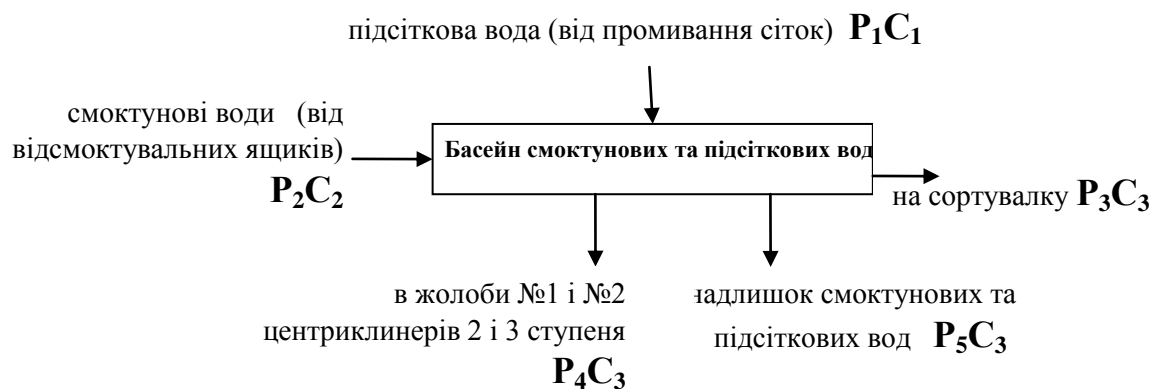 підсіткова вода (від промивання сіток) P₁C₁
смоктунові води (від
відсмоктувальних ящиків)
P₂C₂
Басейн смоктунових та підсіткових вод
на сортувалку P₃C₃
в жолоби №1 і №2
центриклинерів 2 і 3 ступеня
P₄C₃
надлишок смоктунових та
підсіткових вод P₅C₃